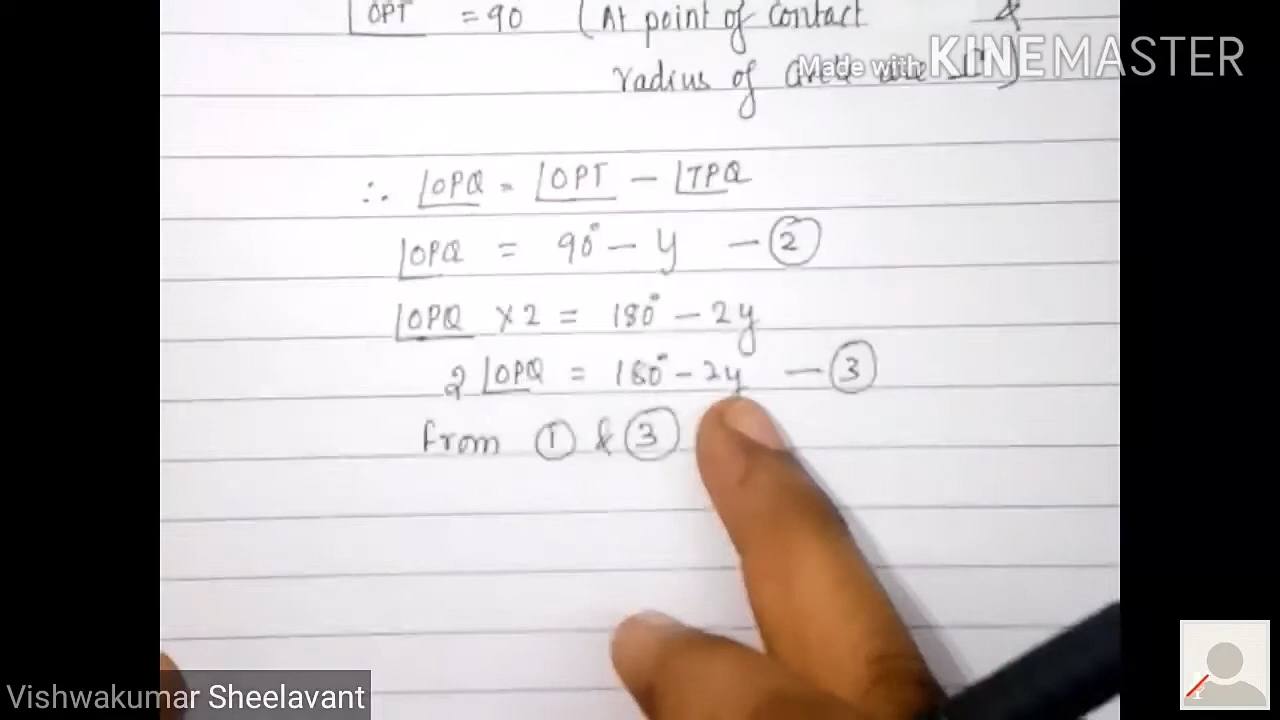 ∠OPT = 90 (At point of contact &
radius of are
Made with KINEMASTER
∴ ∠OPQ = ∠OPT − ∠TPQ
∠OPQ = 90° − y — ②
∠OPQ × 2 = 180° − 2y
2 ∠OPQ = 180° − 2y — ③
from ① & ③
Vishwakumar Sheelavant